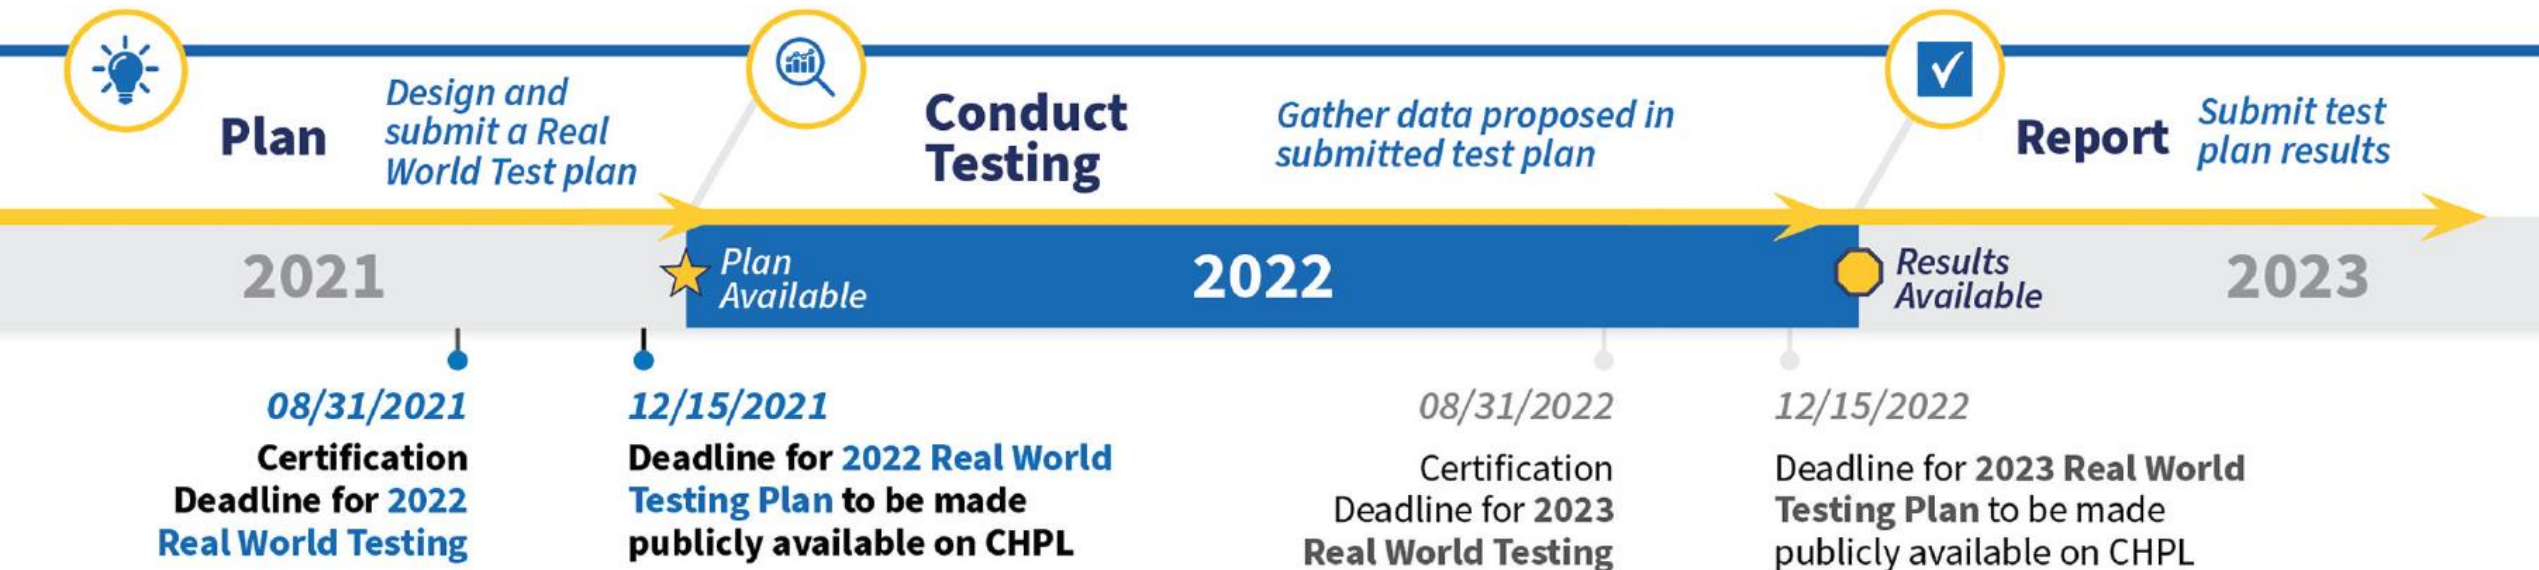 Plan
Design and
submit a Real
World Test plan
Conduct
Testing
Gather data proposed in
submitted test plan
Report
Submit test
plan results
2021
Plan
Available
2022
Results
Available
2023
08/31/2021
Certification
Deadline for 2022
Real World Testing
12/15/2021
Deadline for 2022 Real World
Testing Plan to be made
publicly available on CHPL
08/31/2022
Certification
Deadline for 2023
Real World Testing
12/15/2022
Deadline for 2023 Real World
Testing Plan to be made
publicly available on CHPL